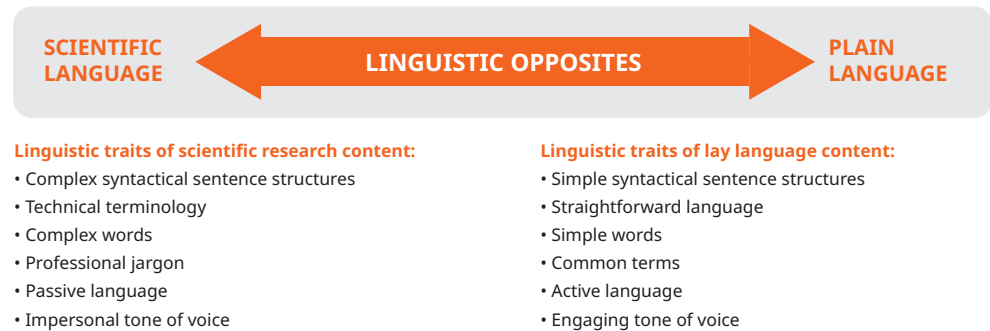 SCIENTIFIC
LANGUAGE
LINGUISTIC OPPOSITES
PLAIN
LANGUAGE
Linguistic traits of scientific research content:
• Complex syntactical sentence structures
• Technical terminology
• Complex words
• Professional jargon
• Passive language
• Impersonal tone of voice
Linguistic traits of lay language content:
• Simple syntactical sentence structures
• Straightforward language
• Simple words
• Common terms
• Active language
• Engaging tone of voice